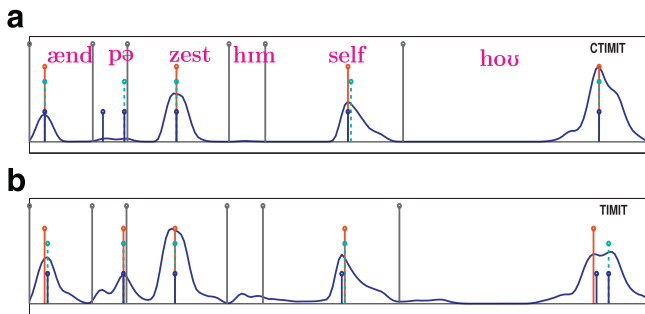 a
ænd pə zest hɪm self hoʊ
CTIMIT
b
TIMIT